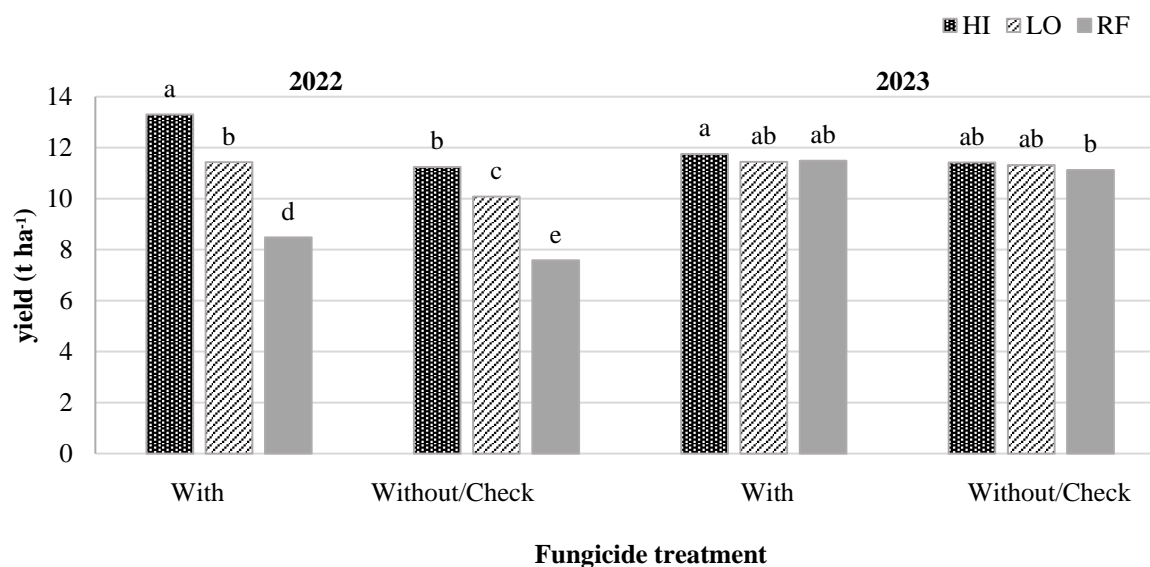 HI LO RF
2022 2023
a b d b c e a ab ab ab ab b
14
12
10
8
6
4
2
0
yield (t ha⁻¹)
With Without/Check With Without/Check
Fungicide treatment